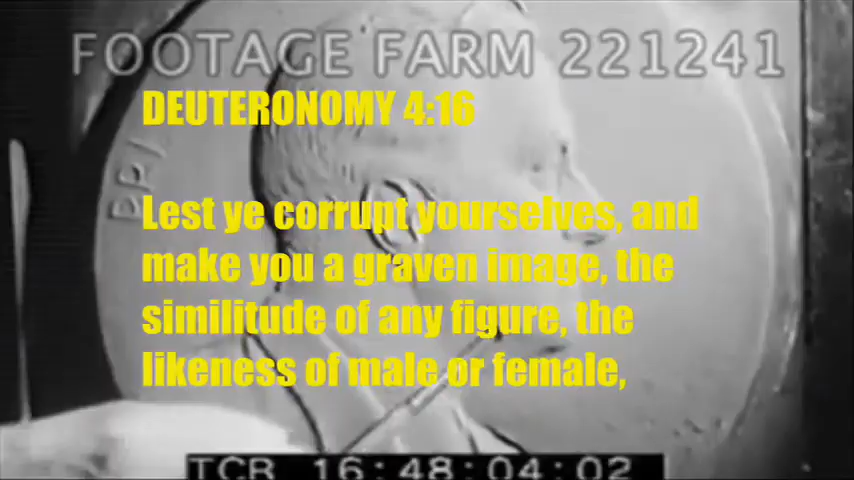 FOOTAGE FARM 221241
DEUTERONOMY 4:16
Lest ye corrupt yourselves, and
make you a graven image, the
similitude of any figure, the
likeness of male or female,
TCR 16:48:04:02